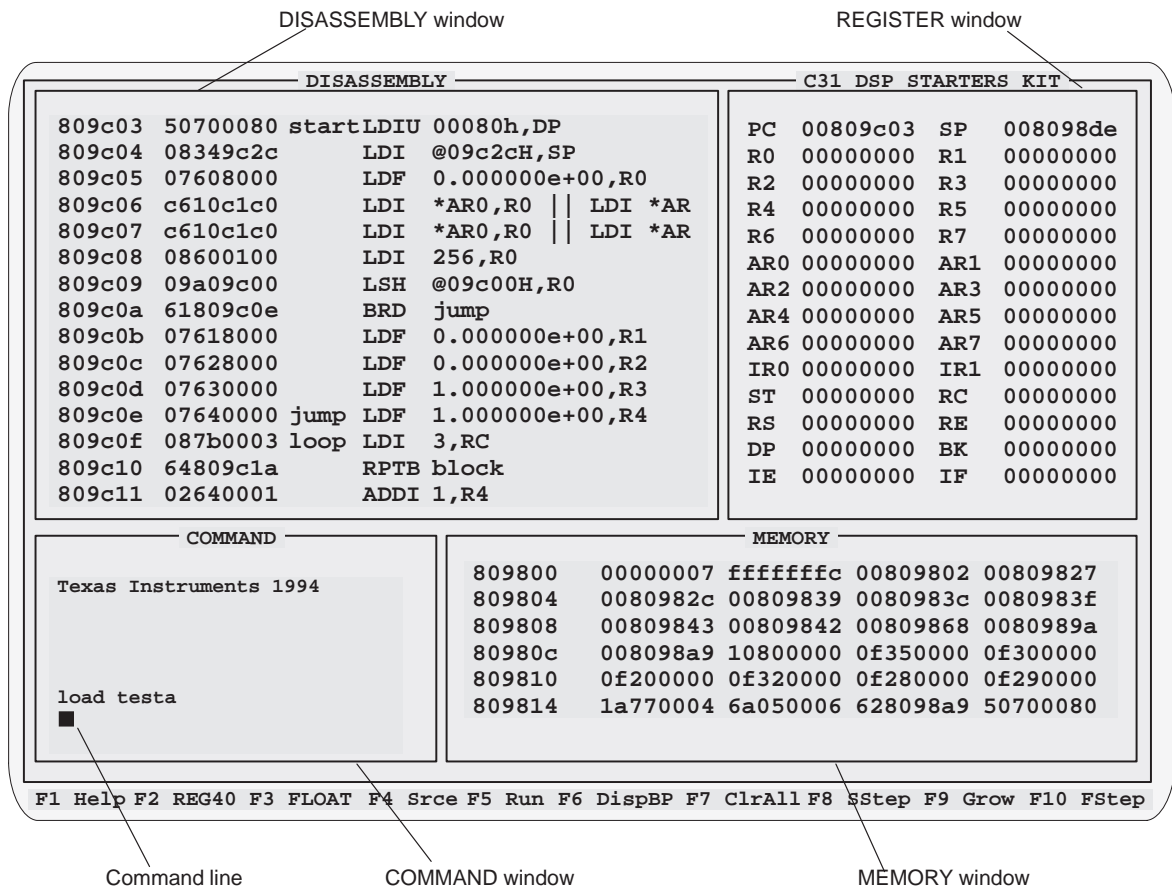 DISASSEMBLY window
REGISTER window
DISASSEMBLY
809c03 50700080 start LDIU 00080h,DP
809c04 08349c2c LDI @09c2cH,SP
809c05 07608000 LDF 0.000000e+00,R0
809c06 c610c1c0 LDI *AR0,R0 || LDI *AR
809c07 c610c1c0 LDI *AR0,R0 || LDI *AR
809c08 08600100 LDI 256,R0
809c09 09a09c00 LSH @09c00H,R0
809c0a 61809c0e BRD jump
809c0b 07618000 LDF 0.000000e+00,R1
809c0c 07628000 LDF 0.000000e+00,R2
809c0d 07630000 LDF 1.000000e+00,R3
809c0e 07640000 jump LDF 1.000000e+00,R4
809c0f 087b0003 loop LDI 3,RC
809c10 64809c1a RPTB block
809c11 02640001 ADDI 1,R4
C31 DSP STARTERS KIT
PC 00809c03 SP 008098de
R0 00000000 R1 00000000
R2 00000000 R3 00000000
R4 00000000 R5 00000000
R6 00000000 R7 00000000
AR0 00000000 AR1 00000000
AR2 00000000 AR3 00000000
AR4 00000000 AR5 00000000
AR6 00000000 AR7 00000000
IR0 00000000 IR1 00000000
ST 00000000 RC 00000000
RS 00000000 RE 00000000
DP 00000000 BK 00000000
IE 00000000 IF 00000000
COMMAND
Texas Instruments 1994
load testa
MEMORY
809800 00000007 fffffffc 00809802 00809827
809804 0080982c 00809839 0080983c 0080983f
809808 00809843 00809842 00809868 0080989a
80980c 008098a9 10800000 0f350000 0f300000
809810 0f200000 0f320000 0f280000 0f290000
809814 1a770004 6a050006 628098a9 50700080
F1 Help F2 REG40 F3 FLOAT F4 Srce F5 Run F6 DispBP F7 ClrAll F8 SStep F9 Grow F10 FStep
Command line
COMMAND window
MEMORY window